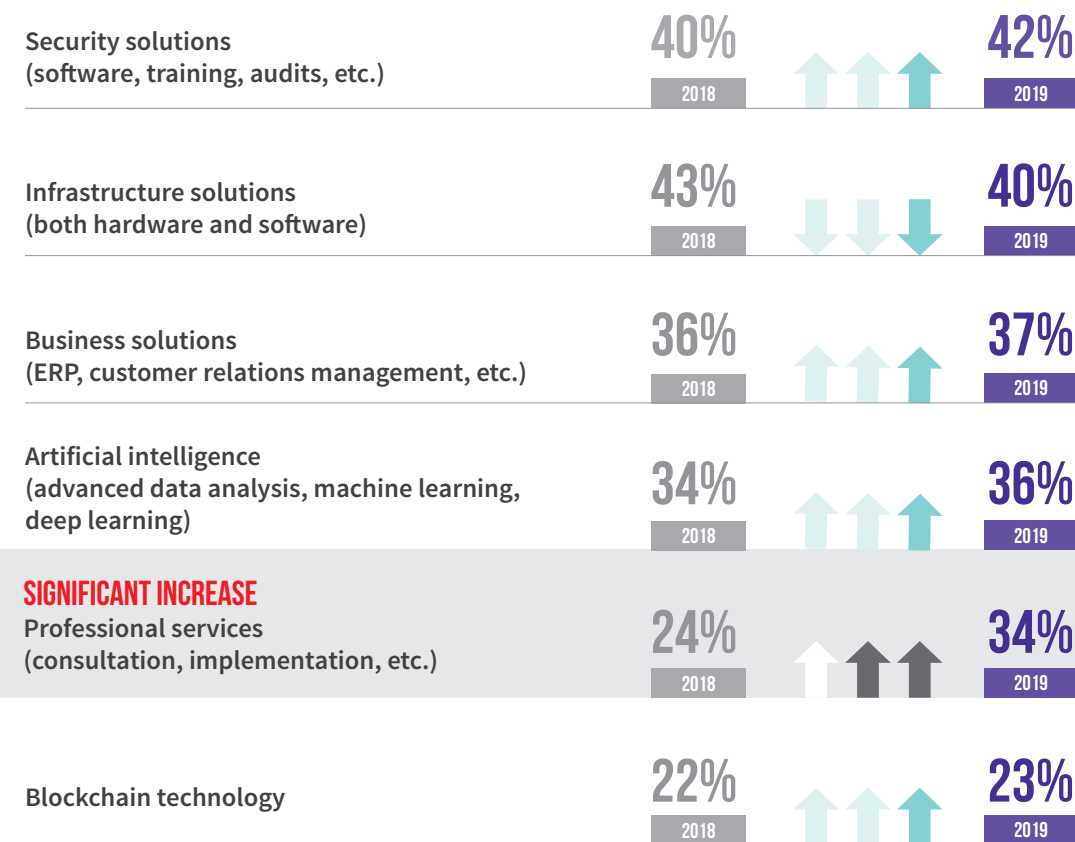 Security solutions
(software, training, audits, etc.)
40%
2018
42%
2019
Infrastructure solutions
(both hardware and software)
43%
2018
40%
2019
Business solutions
(ERP, customer relations management, etc.)
36%
2018
37%
2019
Artificial intelligence
(advanced data analysis, machine learning,
deep learning)
34%
2018
36%
2019
SIGNIFICANT INCREASE
Professional services
(consultation, implementation, etc.)
24%
2018
34%
2019
Blockchain technology
22%
2018
23%
2019